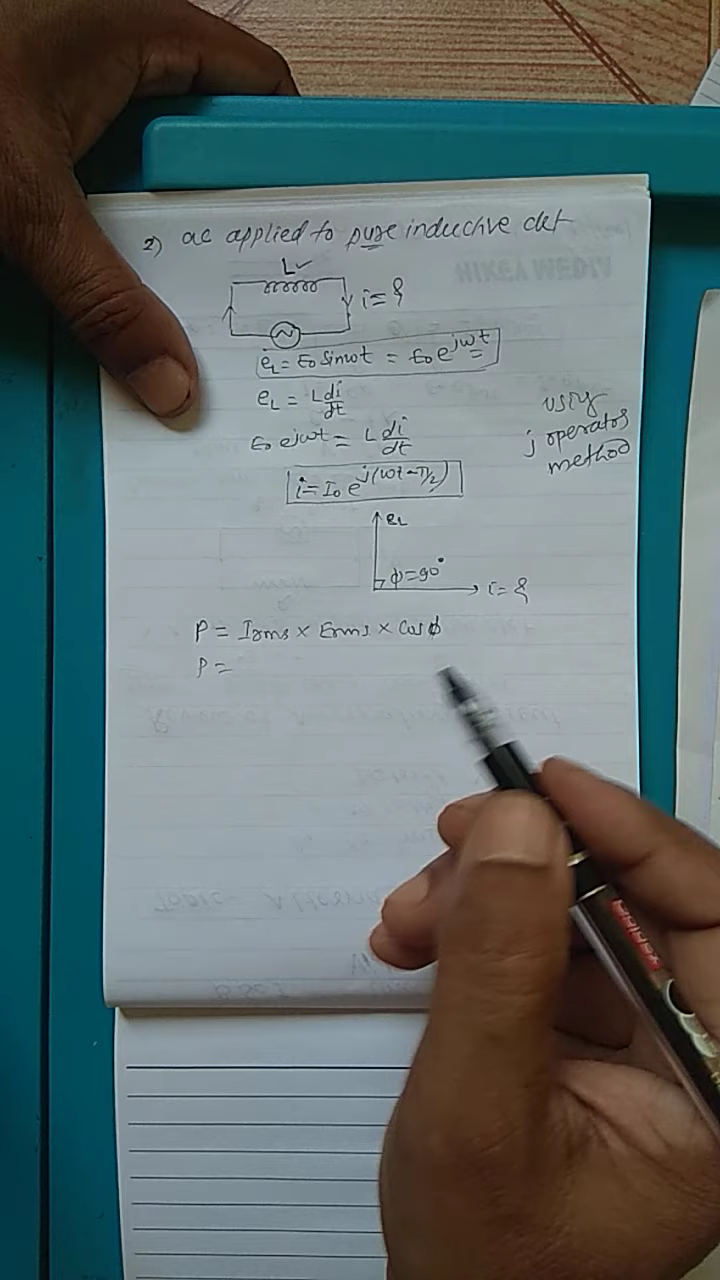 2) ac applied to pure inductive ckt
L
i = ?
eL = E0 sinωt = E0 e^jωt
eL = L di/dt
E0 e^jωt = L di/dt
using
j operator
method
i = I0 e^j(ωt-π/2)
eL
ϕ=90°
i = ?
P = Irms × Erms × Cosϕ
P =